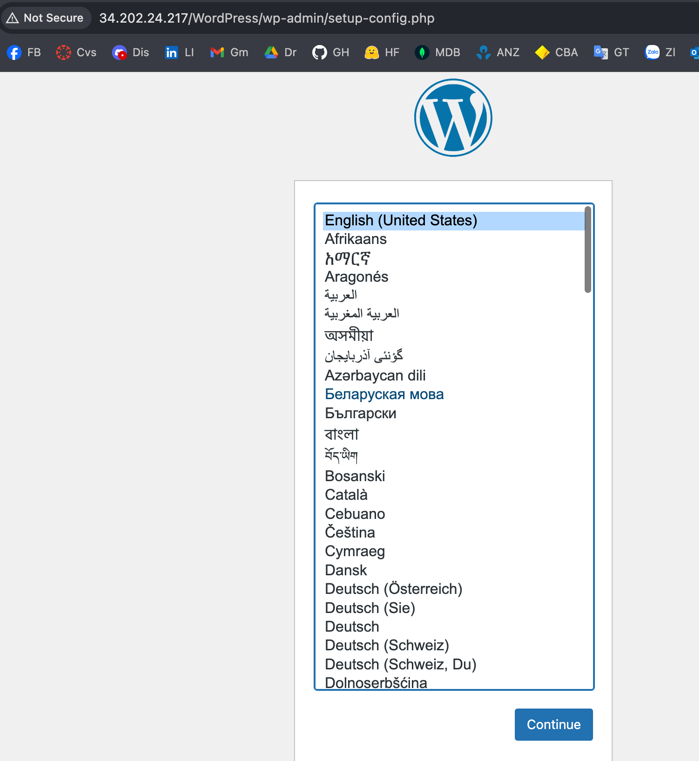 Not Secure 34.202.24.217/WordPress/wp-admin/setup-config.php
FB Cvs Dis LI Gm Dr GH HF MDB ANZ CBA GT Zalo ZI
English (United States)
Afrikaans
አማርኛ
Aragonés
العربية
العربية المغربية
অসমীয়া
گؤنئی آذربایجان
Azərbaycan dili
Беларуская мова
Български
বাংলা
བོད་ཡིག
Bosanski
Català
Cebuano
Čeština
Cymraeg
Dansk
Deutsch (Österreich)
Deutsch (Sie)
Deutsch
Deutsch (Schweiz)
Deutsch (Schweiz, Du)
Dolnoserbšćina
Continue